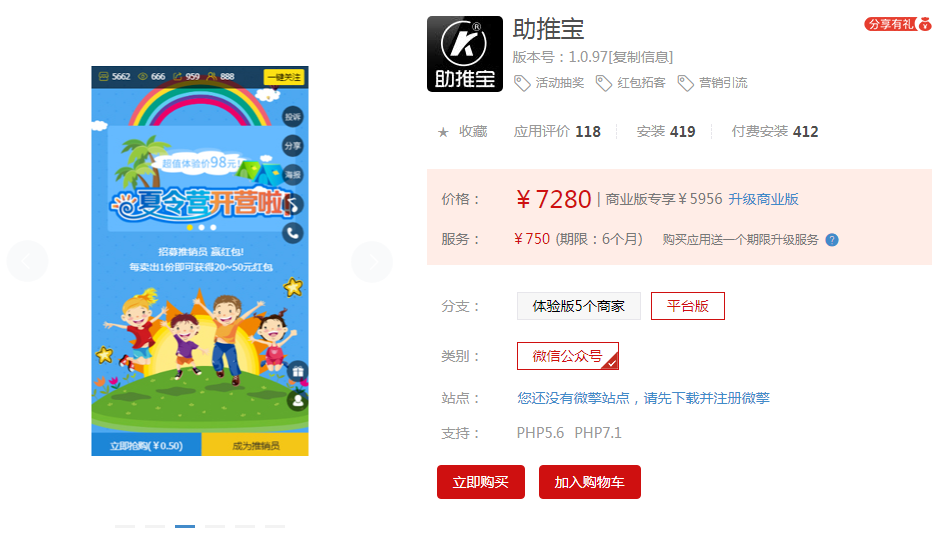 5662 666 959 888 一键关注
投诉
分享
海报
超值体验价98元!
夏令营开营啦!
招募推销员 赢红包!
每卖出1份即可获得20~50元红包
立即抢购(¥0.50) 成为推销员
助推宝
R
助推宝
分享有礼
版本号：1.0.97[复制信息]
活动抽奖 红包拓客 营销引流
★ 收藏 应用评价 118 安装 419 付费安装 412
价格： ¥ 7280 | 商业版专享 ¥ 5956 升级商业版
服务： ¥ 750 (期限：6个月) 购买应用送一个期限升级服务 ?
分支： 体验版5个商家 平台版
类别： 微信公众号
站点： 您还没有微擎站点，请先下载并注册微擎
支持： PHP5.6 PHP7.1
立即购买 加入购物车